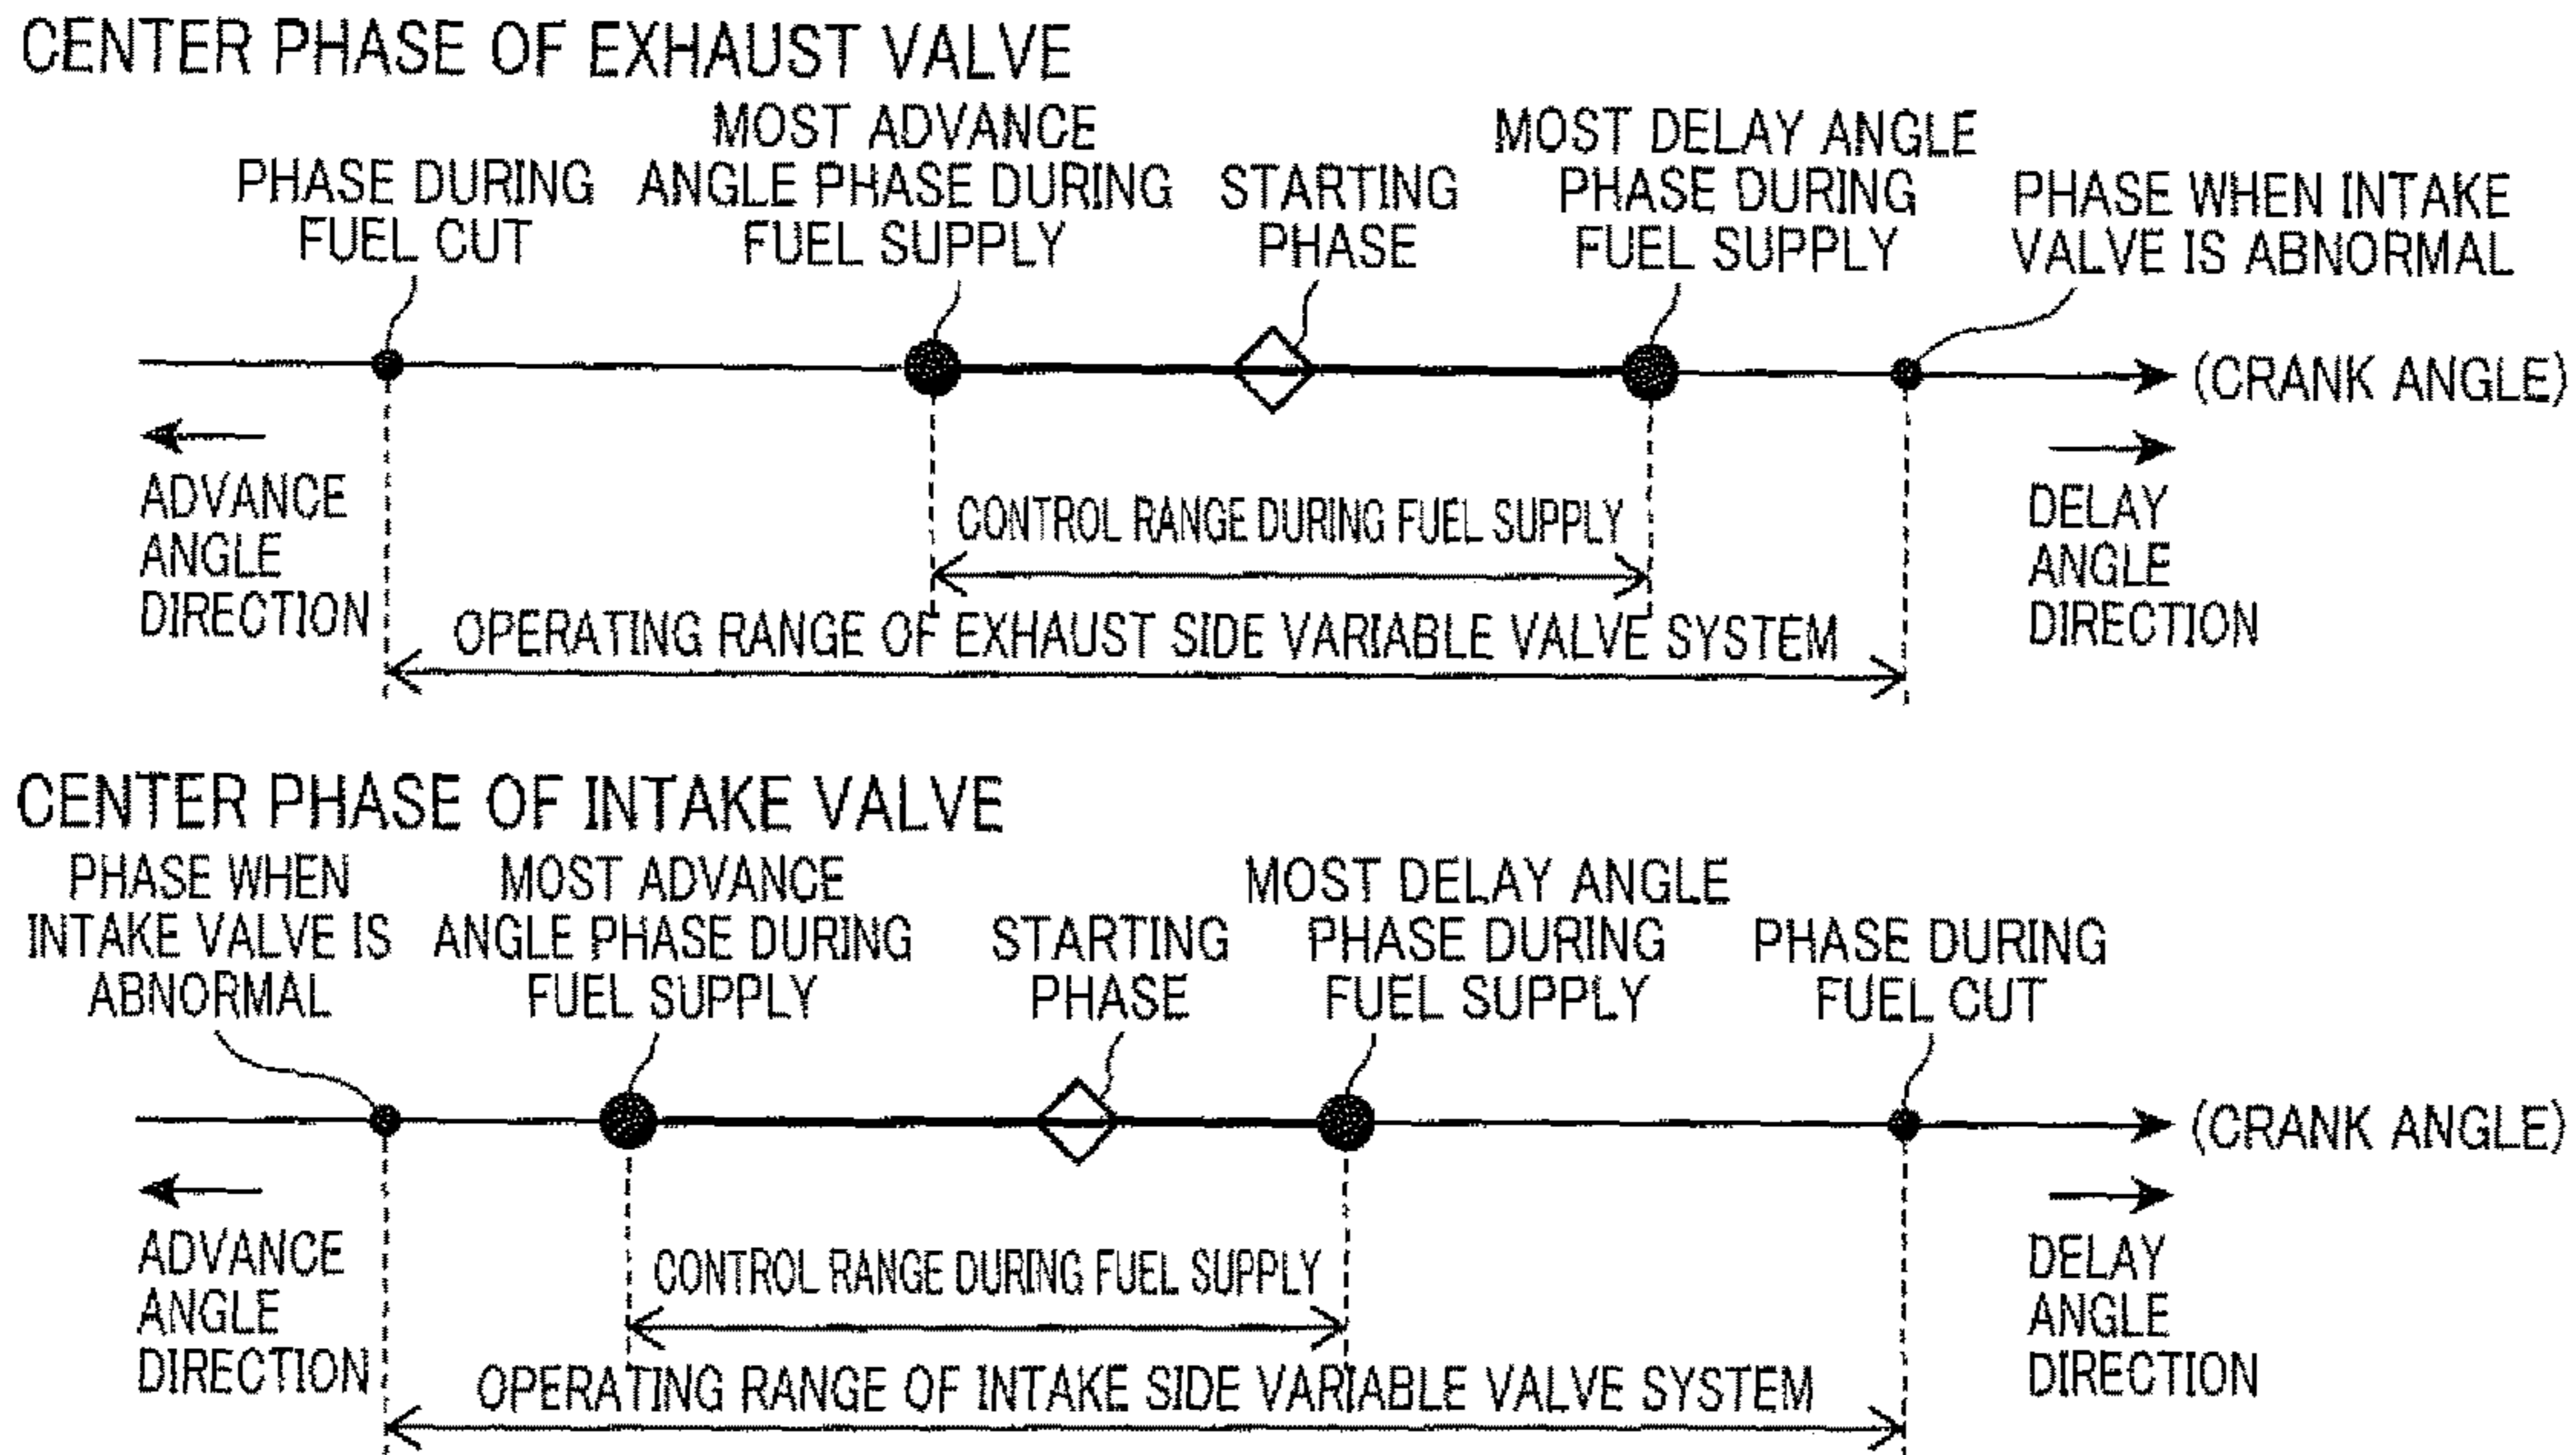 CENTER PHASE OF EXHAUST VALVE
PHASE DURING
FUEL CUT
MOST ADVANCE
ANGLE PHASE DURING
FUEL SUPPLY
STARTING
PHASE
MOST DELAY ANGLE
PHASE DURING
FUEL SUPPLY
PHASE WHEN INTAKE
VALVE IS ABNORMAL
(CRANK ANGLE)
ADVANCE
ANGLE
DIRECTION
CONTROL RANGE DURING FUEL SUPPLY
DELAY
ANGLE
DIRECTION
OPERATING RANGE OF EXHAUST SIDE VARIABLE VALVE SYSTEM
CENTER PHASE OF INTAKE VALVE
PHASE WHEN
INTAKE VALVE IS
ABNORMAL
MOST ADVANCE
ANGLE PHASE DURING
FUEL SUPPLY
STARTING
PHASE
MOST DELAY ANGLE
PHASE DURING
FUEL SUPPLY
PHASE DURING
FUEL CUT
(CRANK ANGLE)
ADVANCE
ANGLE
DIRECTION
CONTROL RANGE DURING FUEL SUPPLY
DELAY
ANGLE
DIRECTION
OPERATING RANGE OF INTAKE SIDE VARIABLE VALVE SYSTEM